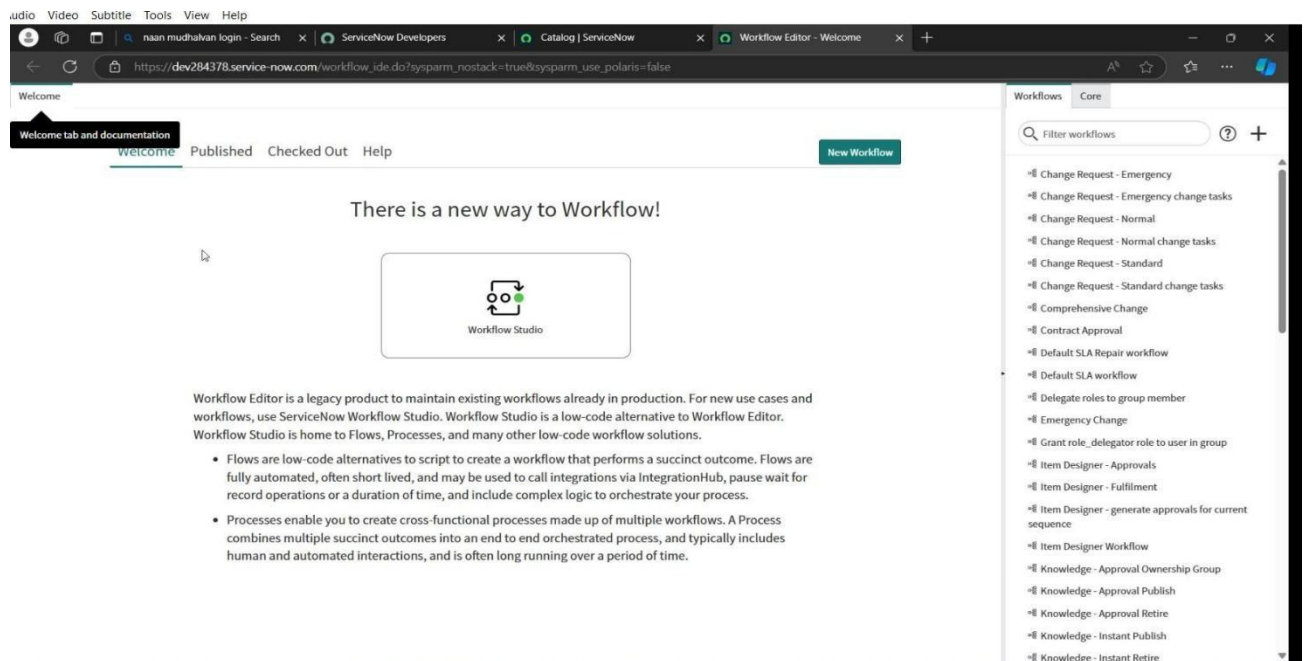 udio Video Subtitle Tools View Help
naan mudhalvan login - Search
ServiceNow Developers
Catalog | ServiceNow
Workflow Editor - Welcome
https://dev284378.service-now.com/workflow_ide.do?sysparm_nostack=true&sysparm_use_polaris=false
Welcome
Welcome tab and documentation
Welcome Published Checked Out Help
New Workflow
There is a new way to Workflow!
Workflow Studio
Workflow Editor is a legacy product to maintain existing workflows already in production. For new use cases and
workflows, use ServiceNow Workflow Studio. Workflow Studio is a low-code alternative to Workflow Editor.
Workflow Studio is home to Flows, Processes, and many other low-code workflow solutions.
• Flows are low-code alternatives to script to create a workflow that performs a succinct outcome. Flows are
fully automated, often short lived, and may be used to call integrations via IntegrationHub, pause wait for
record operations or a duration of time, and include complex logic to orchestrate your process.
• Processes enable you to create cross-functional processes made up of multiple workflows. A Process
combines multiple succinct outcomes into an end to end orchestrated process, and typically includes
human and automated interactions, and is often long running over a period of time.
Workflows Core
Filter workflows
Change Request - Emergency
Change Request - Emergency change tasks
Change Request - Normal
Change Request - Normal change tasks
Change Request - Standard
Change Request - Standard change tasks
Comprehensive Change
Contract Approval
Default SLA Repair workflow
Default SLA workflow
Delegate roles to group member
Emergency Change
Grant role_delegator role to user in group
Item Designer - Approvals
Item Designer - Fulfilment
Item Designer - generate approvals for current
sequence
Item Designer Workflow
Knowledge - Approval Ownership Group
Knowledge - Approval Publish
Knowledge - Approval Retire
Knowledge - Instant Publish
Knowledge - Instant Retire